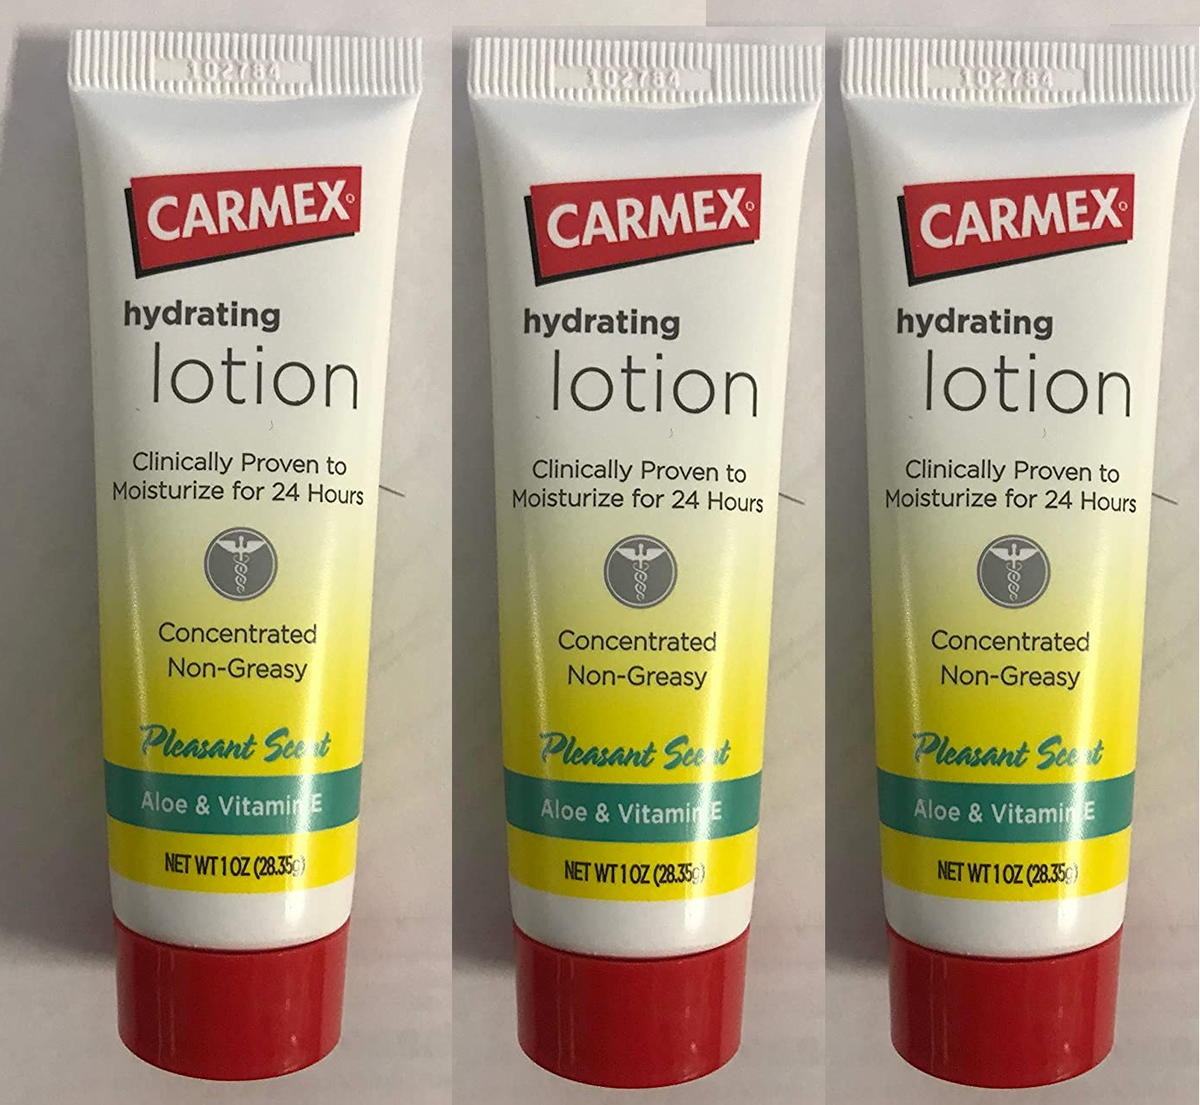 102784
CARMEX®
hydrating
lotion
Clinically Proven to
Moisturize for 24 Hours
Concentrated
Non-Greasy
Pleasant Scent
Aloe & Vitamin E
NET WT 1 OZ (28.35g)
102784
CARMEX®
hydrating
lotion
Clinically Proven to
Moisturize for 24 Hours
Concentrated
Non-Greasy
Pleasant Scent
Aloe & Vitamin E
NET WT 1 OZ (28.35g)
102784
CARMEX®
hydrating
lotion
Clinically Proven to
Moisturize for 24 Hours
Concentrated
Non-Greasy
Pleasant Scent
Aloe & Vitamin E
NET WT 1 OZ (28.35g)